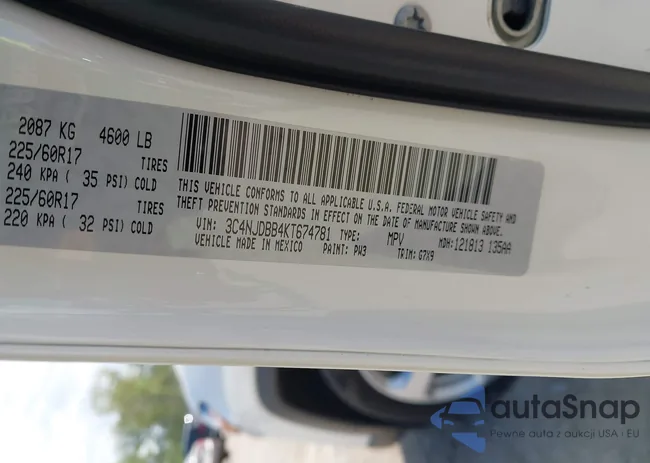 2087 KG 4600 LB
225/60R17 TIRES
240 KPA ( 35 PSI) COLD
225/60R17 TIRES
220 KPA ( 32 PSI) COLD
THIS VEHICLE CONFORMS TO ALL APPLICABLE U.S.A. FEDERAL MOTOR VEHICLE SAFETY AND
THEFT PREVENTION STANDARDS IN EFFECT ON THE DATE OF MANUFACTURE SHOWN ABOVE.
VIN: 3C4NJDBB4KT674781 TYPE: MPV MDH: 121813 135AA
VEHICLE MADE IN MEXICO PAINT: PW3 TRIM: G7X9
autaSnap
Pewne auta z aukcji USA i EU